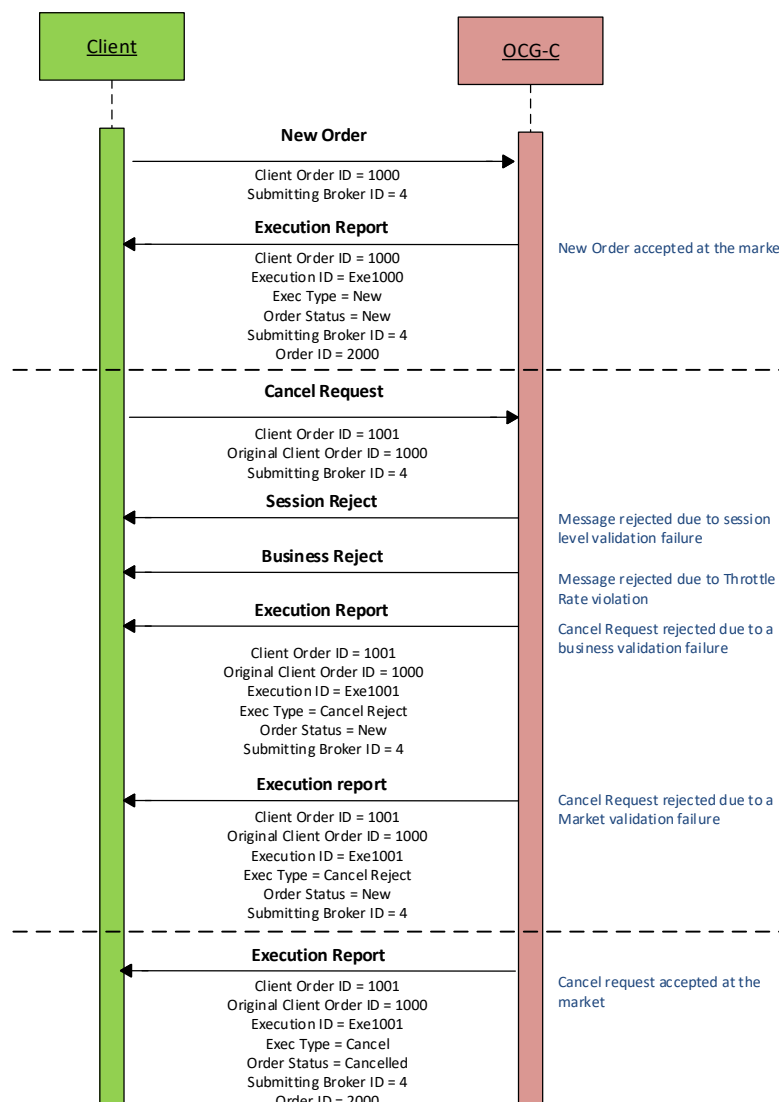 Client
OCG-C
New Order
Client Order ID = 1000
Submitting Broker ID = 4
Execution Report
New Order accepted at the marke
Client Order ID = 1000
Execution ID = Exe1000
Exec Type = New
Order Status = New
Submitting Broker ID = 4
Order ID = 2000
Cancel Request
Client Order ID = 1001
Original Client Order ID = 1000
Submitting Broker ID = 4
Session Reject
Message rejected due to session
level validation failure
Business Reject
Message rejected due to Throttle
Rate violation
Execution Report
Cancel Request rejected due to a
business validation failure
Client Order ID = 1001
Original Client Order ID = 1000
Execution ID = Exe1001
Exec Type = Cancel Reject
Order Status = New
Submitting Broker ID = 4
Execution report
Cancel Request rejected due to a
Market validation failure
Client Order ID = 1001
Original Client Order ID = 1000
Execution ID = Exe1001
Exec Type = Cancel Reject
Order Status = New
Submitting Broker ID = 4
Execution Report
Cancel request accepted at the
market
Client Order ID = 1001
Original Client Order ID = 1000
Execution ID = Exe1001
Exec Type = Cancel
Order Status = Cancelled
Submitting Broker ID = 4
Order ID = 2000